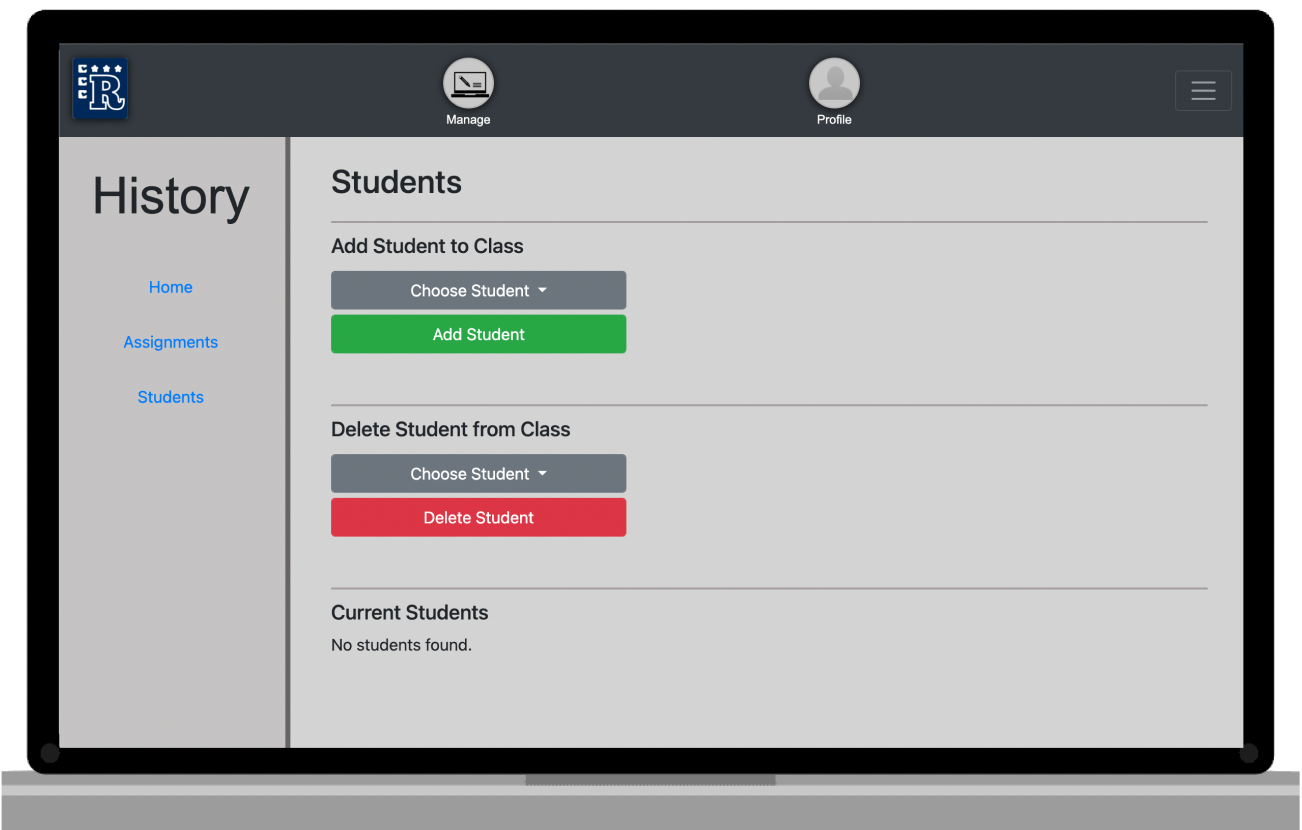 R
Manage
Profile
History
Home
Assignments
Students
Students
Add Student to Class
Choose Student
Add Student
Delete Student from Class
Choose Student
Delete Student
Current Students
No students found.